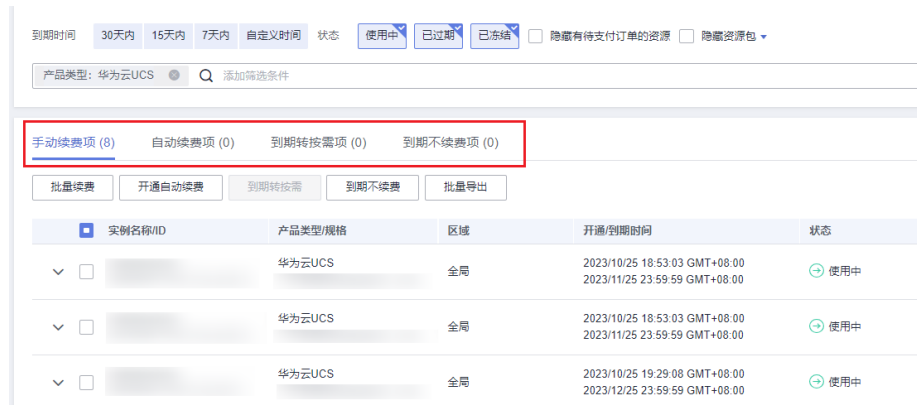 到期时间 30天内 15天内 7天内 自定义时间 状态 使用中 已过期 已冻结 隐藏有待支付订单的资源 隐藏资源包
产品类型: 华为云UCS 添加筛选条件
手动续费项 (8) 自动续费项 (0) 到期转按需项 (0) 到期不续费项 (0)
批量续费 开通自动续费 到期转按需 到期不续费 批量导出
实例名称/ID 产品类型/规格 区域 开通/到期时间 状态
华为云UCS 全局 2023/10/25 18:53:03 GMT+08:00 使用中
2023/11/25 23:59:59 GMT+08:00
华为云UCS 全局 2023/10/25 18:53:03 GMT+08:00 使用中
2023/11/25 23:59:59 GMT+08:00
华为云UCS 全局 2023/10/25 19:29:08 GMT+08:00 使用中
2023/12/25 23:59:59 GMT+08:00